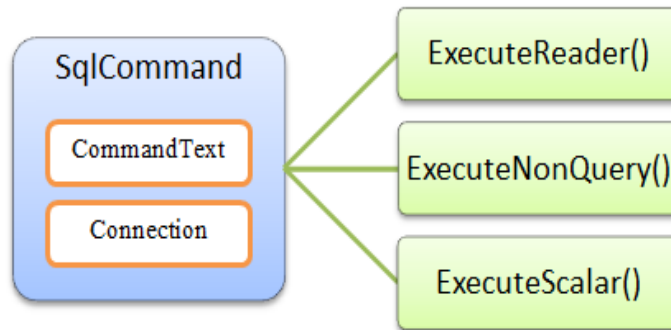 SqlCommand
CommandText
Connection
ExecuteReader()
ExecuteNonQuery()
ExecuteScalar()